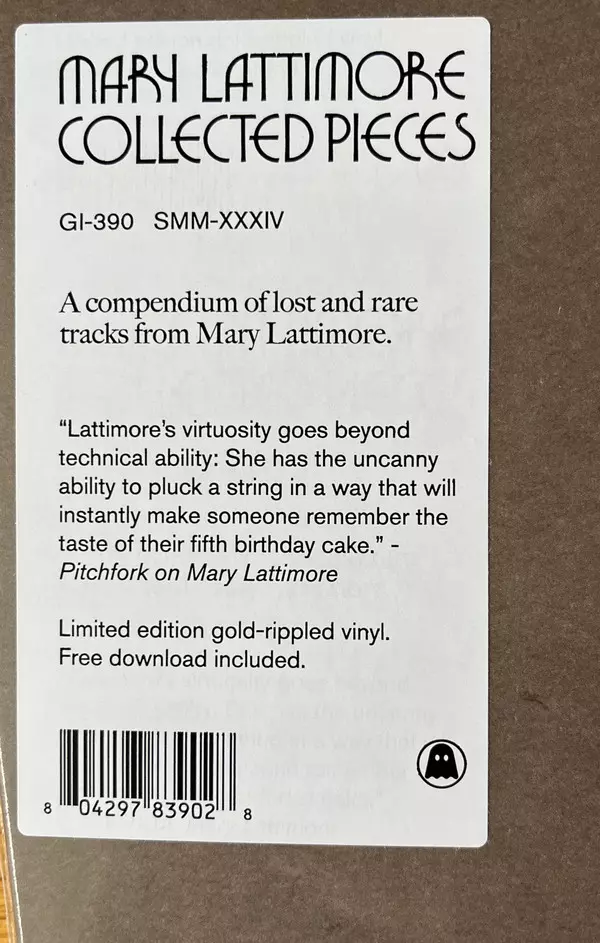 MARY LATTIMORE
COLLECTED PIECES
GI-390 SMM-XXXIV
A compendium of lost and rare
tracks from Mary Lattimore.
“Lattimore’s virtuosity goes beyond
technical ability: She has the uncanny
ability to pluck a string in a way that will
instantly make someone remember the
taste of their fifth birthday cake.” -
Pitchfork on Mary Lattimore
Limited edition gold-rippled vinyl.
Free download included.
8 04297 83902 8